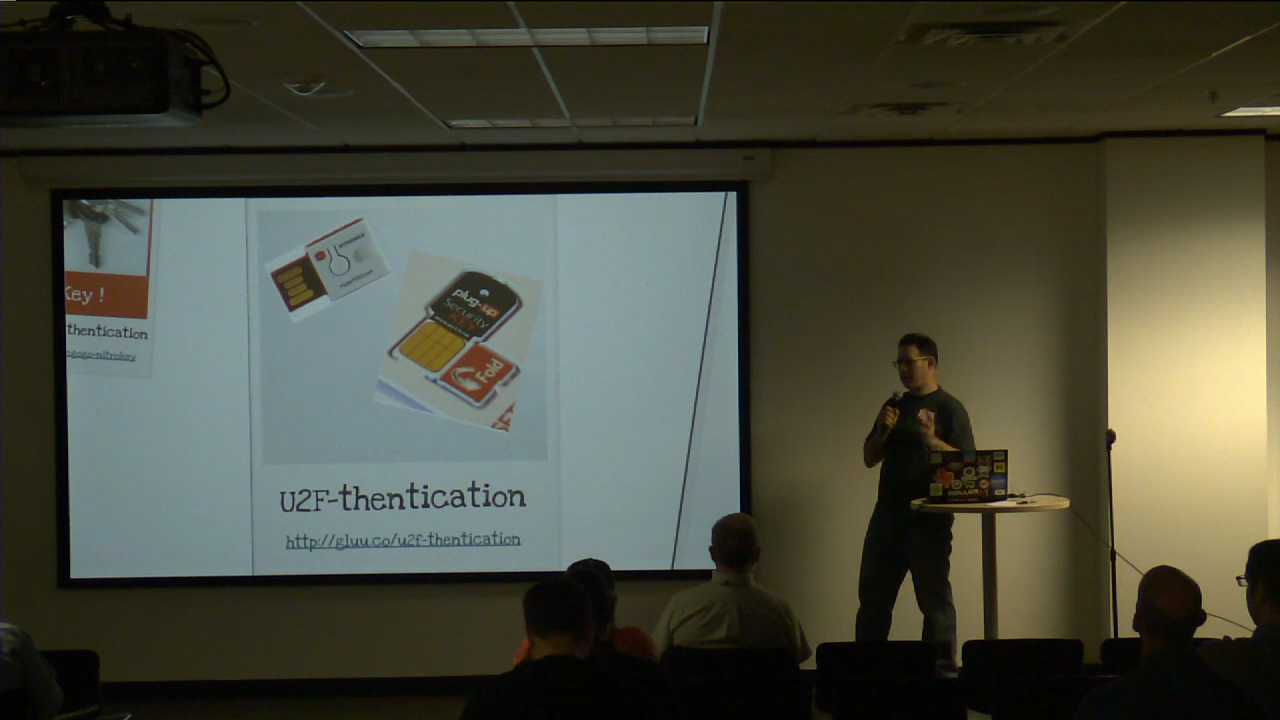 Key !
thentication
plug-up
Security
KEY
Fold
U2F-thentication
http://gluu.co/u2f-thentication